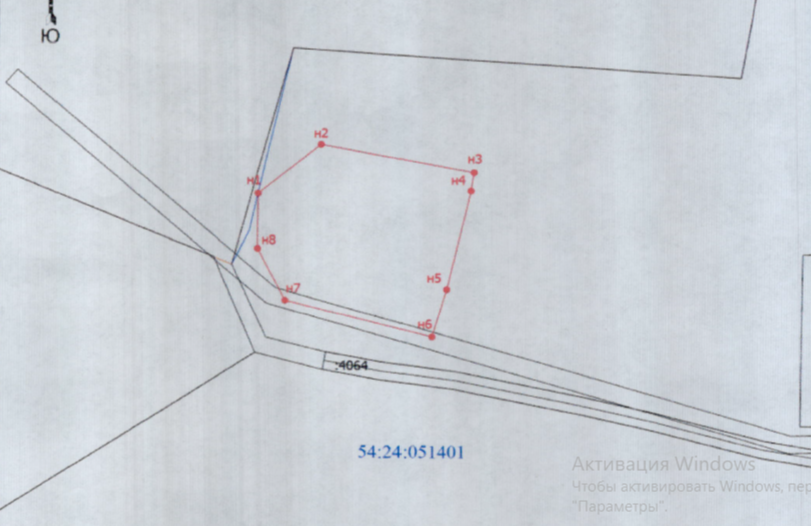 Ю
н2
н3
н1
н4
н8
н5
н7
н6
:4064
54:24:051401
Активация Windows
Чтобы активировать Windows, пер
"Параметры".